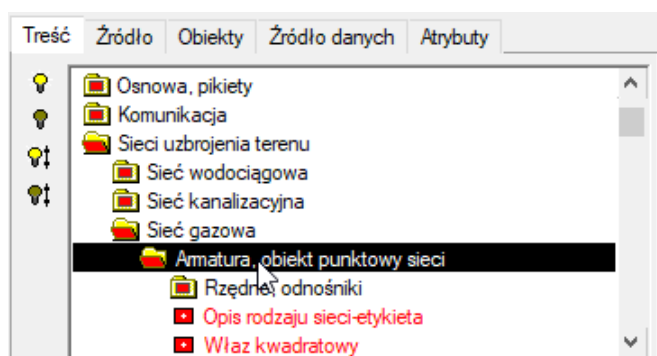 Treść Źródło Obiekty Źródło danych Atrybuty
Osnowa, pikiety
Komunikacja
Sieci uzbrojenia terenu
Sieć wodociągowa
Sieć kanalizacyjna
Sieć gazowa
Armatura, obiekt punktowy sieci
Rzędne, odnośniki
Opis rodzaju sieci-etykieta
Właz kwadratowy